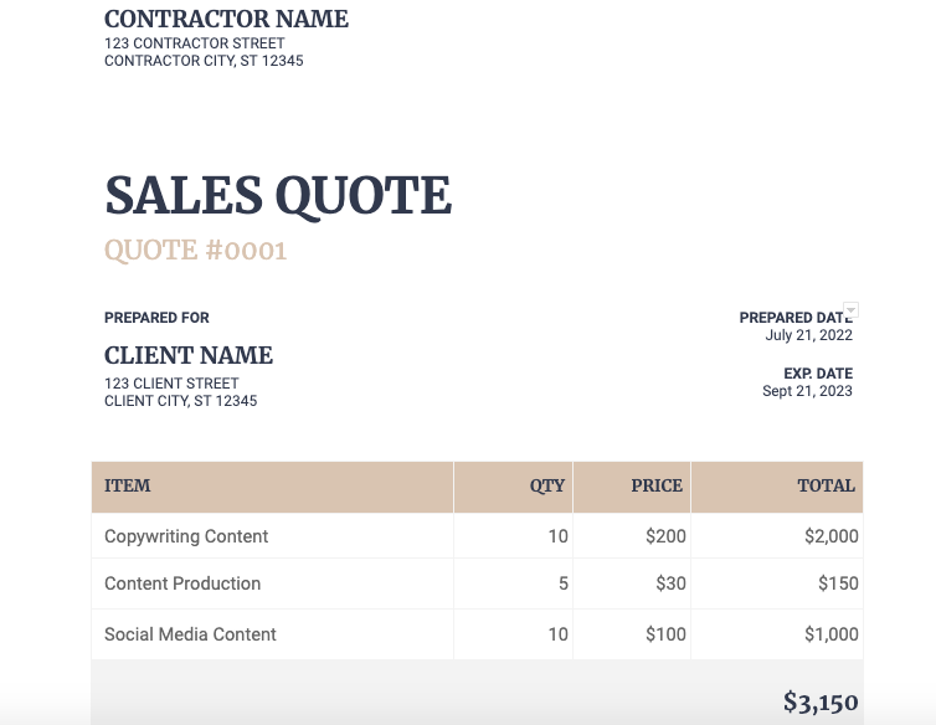 CONTRACTOR NAME
123 CONTRACTOR STREET
CONTRACTOR CITY, ST 12345
SALES QUOTE
QUOTE #0001
PREPARED FOR
CLIENT NAME
123 CLIENT STREET
CLIENT CITY, ST 12345
PREPARED DATE
July 21, 2022
EXP. DATE
Sept 21, 2023
ITEM QTY PRICE TOTAL
Copywriting Content 10 $200 $2,000
Content Production 5 $30 $150
Social Media Content 10 $100 $1,000
$3,150